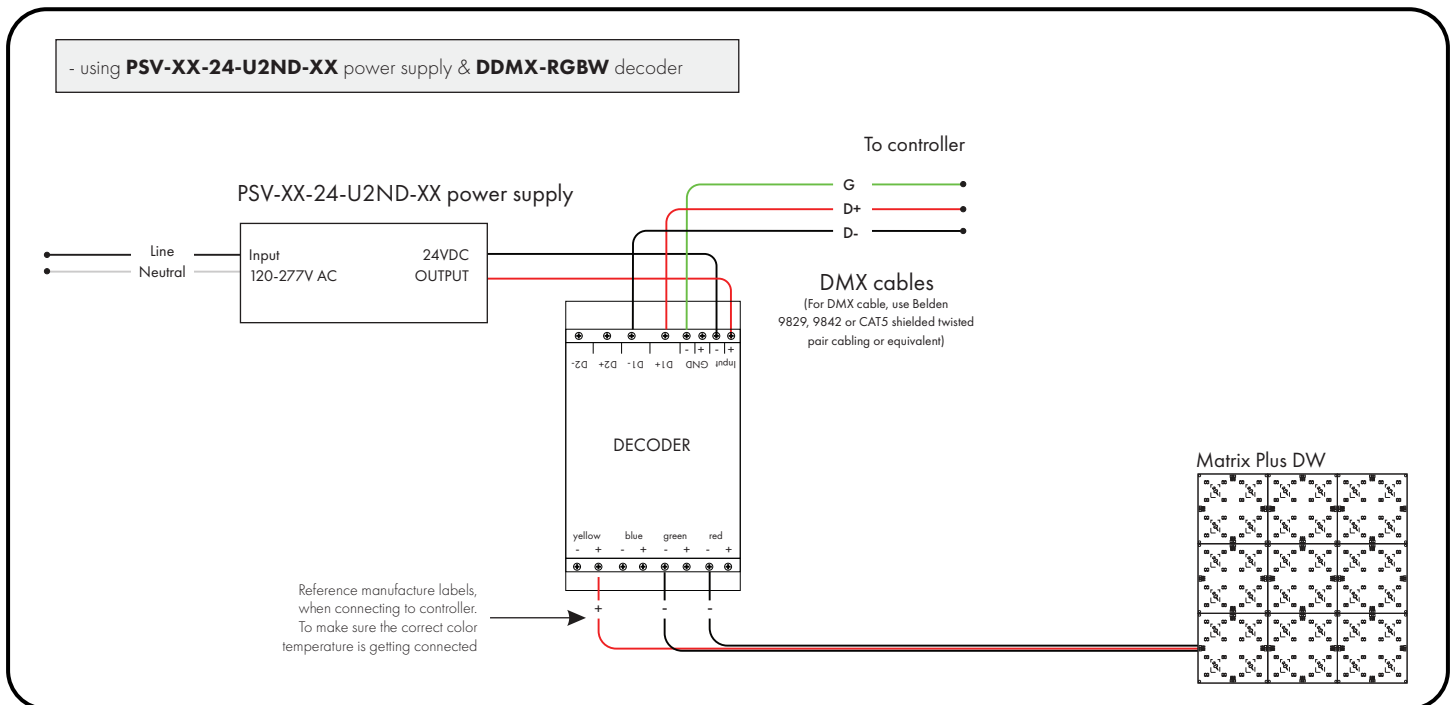 - using PSV-XX-24-U2ND-XX power supply & DDMX-RGBW decoder
To controller
G
D+
D-
PSV-XX-24-U2ND-XX power supply
Line
Neutral
Input
120-277V AC
24VDC
OUTPUT
DMX cables
(For DMX cable, use Belden
9829, 9842 or CAT5 shielded twisted
pair cabling or equivalent)
- + - +
D2- D2+ D1- D1+ GND Input
DECODER
Matrix Plus DW
yellow blue green red
- + - + - + - +
Reference manufacture labels,
when connecting to controller.
To make sure the correct color
temperature is getting connected
+ - -